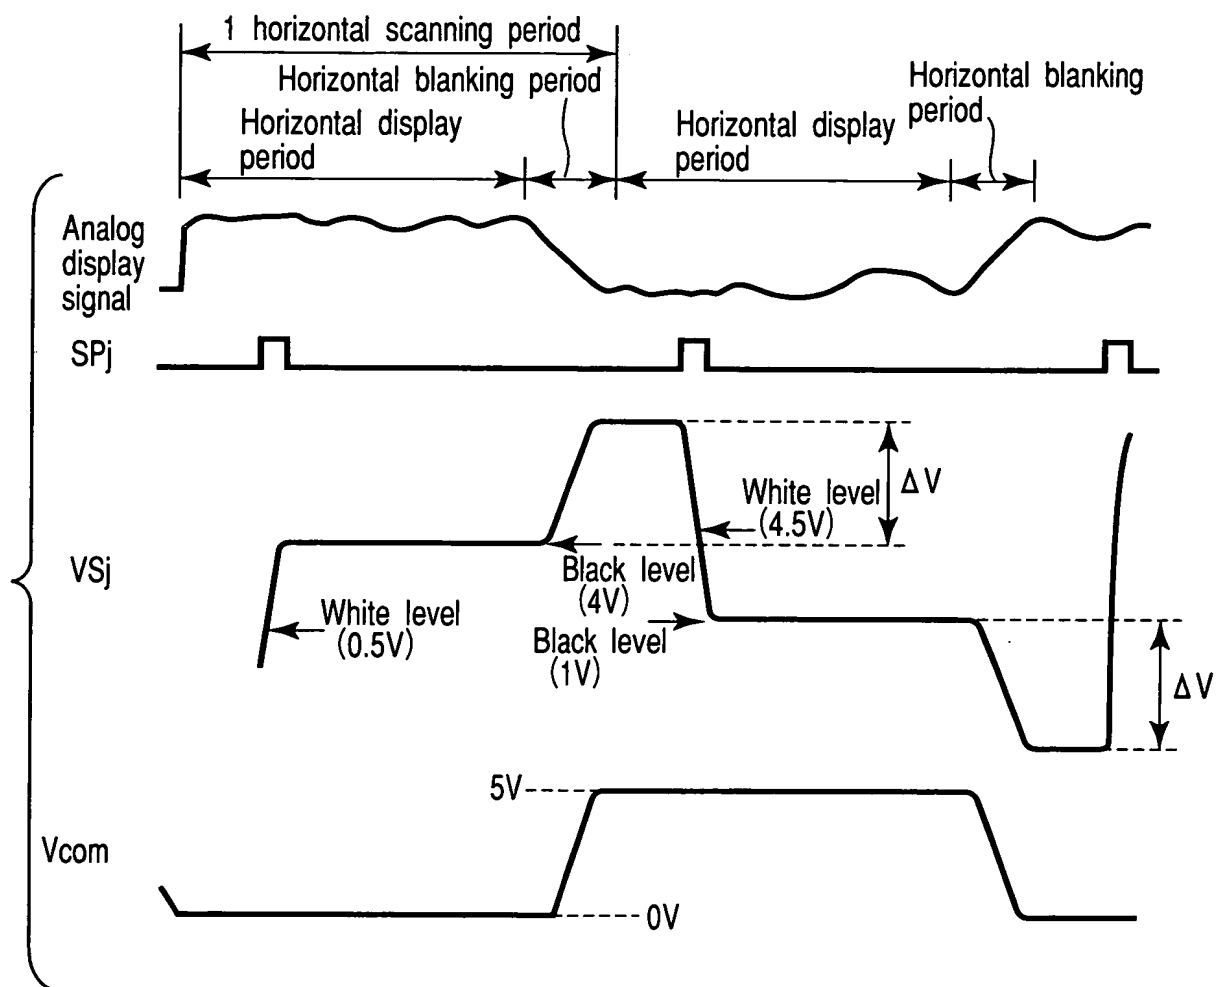 1 horizontal scanning period
Horizontal blanking period
Horizontal display
period
Horizontal display
period
Horizontal blanking
period
Analog
display
signal
SPj
VSj
White level
(0.5V)
Black level
(4V)
White level
(4.5V)
Black level
(1V)
ΔV
ΔV
Vcom
5V
0V